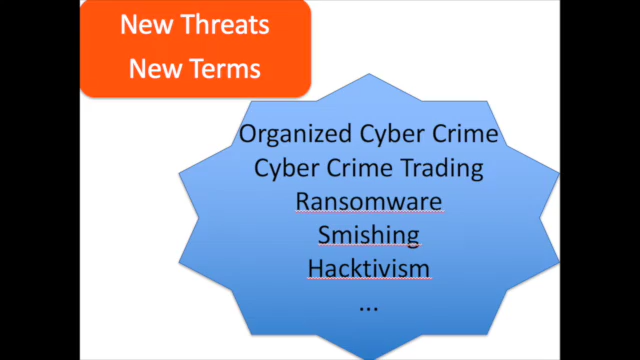 New Threats
New Terms
Organized Cyber Crime
Cyber Crime Trading
Ransomware
Smishing
Hacktivism
...